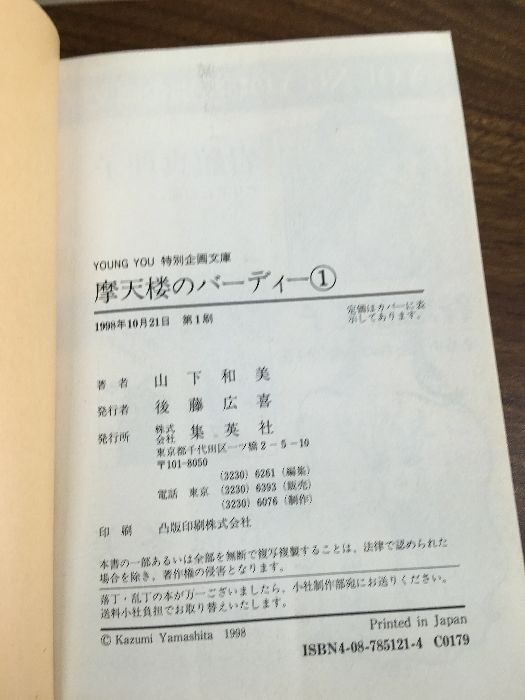 YOUNG YOU 特別企画文庫
摩天楼のバーディー①
1998年10月21日 第1刷
定価はカバーに表
示してあります。
著者 山下和美
発行者 後藤広喜
発行所 株式会社 集英社
東京都千代田区一ツ橋2-5-10
〒101-8050
(3230) 6261 (編集)
電話 東京 (3230) 6393 (販売)
(3230) 6076 (制作)
印刷 凸版印刷株式会社
本書の一部あるいは全部を無断で複写複製することは、法律で認められた
場合を除き、著作権の侵害となります。
落丁・乱丁の本が万一ございましたら、小社制作部宛にお送りください。
送料小社負担でお取り替えいたします。
© Kazumi Yamashita 1998
Printed in Japan
ISBN4-08-785121-4 C0179